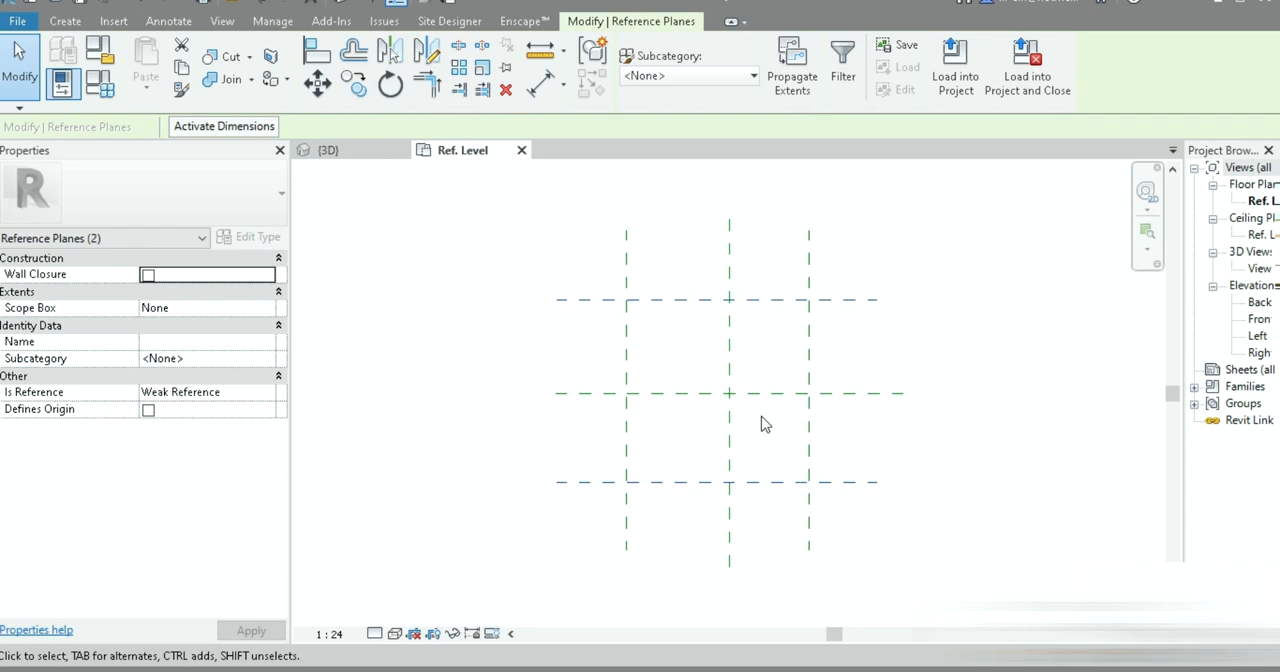 File Create Insert Annotate View Manage Add-Ins Issues Site Designer Enscape™ Modify | Reference Planes
Modify
Paste
Cut
Join
Subcategory:
<None>
Propagate
Extents
Filter
Save
Load
Edit
Load into
Project
Load into
Project and Close
Modify | Reference Planes
Activate Dimensions
Properties
{3D}
Ref. Level
Project Brow...
R
Reference Planes (2)
Edit Type
Construction
Wall Closure
Extents
Scope Box None
Identity Data
Name
Subcategory <None>
Other
Is Reference Weak Reference
Defines Origin
Properties help
Apply
2D
Views (all
Floor Plan
Ref. L
Ceiling Pl
Ref. L
3D Views
View
Elevations
Back
Fron
Left
Righ
Sheets (all
Families
Groups
Revit Link
1 : 24
Click to select, TAB for alternates, CTRL adds, SHIFT unselects.